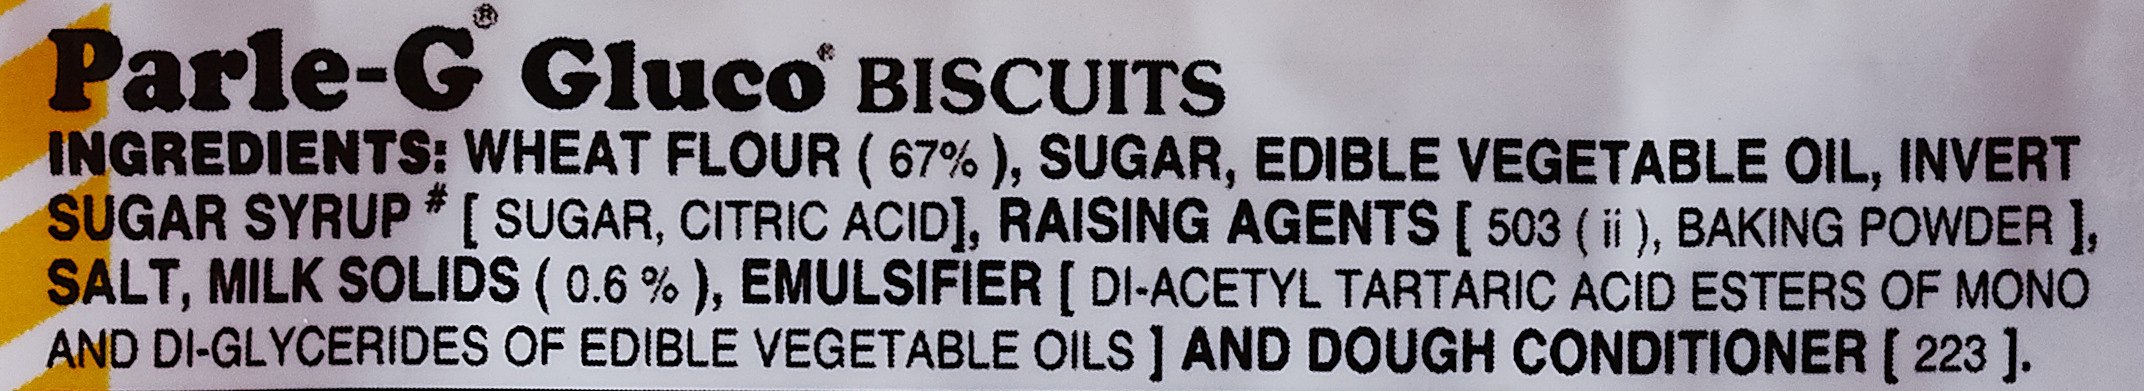 Parle-G® Gluco® BISCUITS
INGREDIENTS: WHEAT FLOUR ( 67% ), SUGAR, EDIBLE VEGETABLE OIL, INVERT
SUGAR SYRUP # [ SUGAR, CITRIC ACID], RAISING AGENTS [ 503 ( ii ), BAKING POWDER ],
SALT, MILK SOLIDS ( 0.6 % ), EMULSIFIER [ DI-ACETYL TARTARIC ACID ESTERS OF MONO
AND DI-GLYCERIDES OF EDIBLE VEGETABLE OILS ] AND DOUGH CONDITIONER [ 223 ].